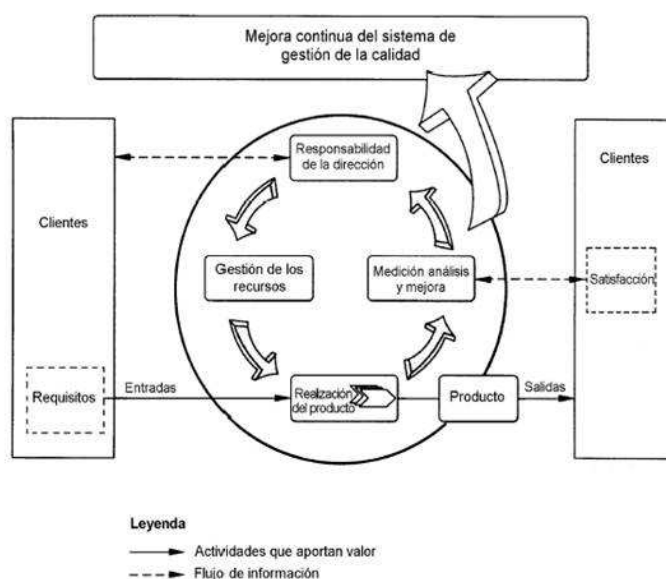 Mejora continua del sistema de
gestión de la calidad
Responsabilidad
de la dirección
Clientes
Clientes
Gestión de los
recursos
Medición análisis
y mejora
Satisfacción
Requisitos
Entradas
Realzación
del producto
Producto
Salidas
Leyenda
Actividades que aportan valor
Flujo de información